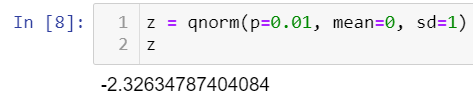 In [8]: 1 z = qnorm(p=0.01, mean=0, sd=1)
2 z
-2.32634787404084